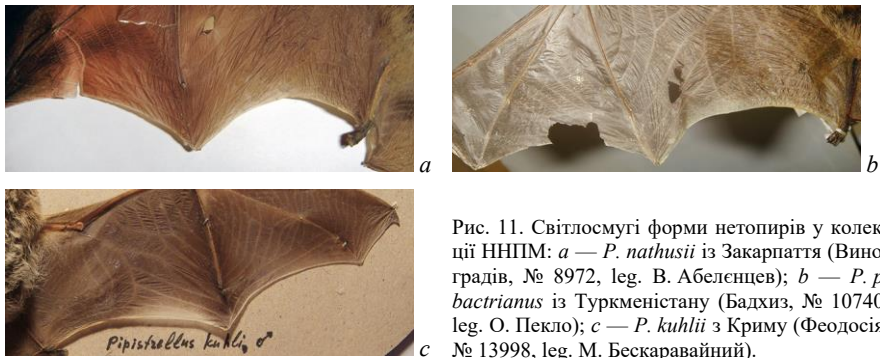 a
b
Pipistrellus kuhlii ♂
c
Рис. 11. Світлосмугі форми нетопирів у колек-
ції ННПМ: a — P. nathusii із Закарпаття (Вино-
градів, № 8972, leg. В. Абелєнцев); b — P. p.
bactrianus із Туркменістану (Бадхиз, № 10740,
leg. О. Пекло); c — P. kuhlii з Криму (Феодосія,
№ 13998, leg. М. Бескаравайний).